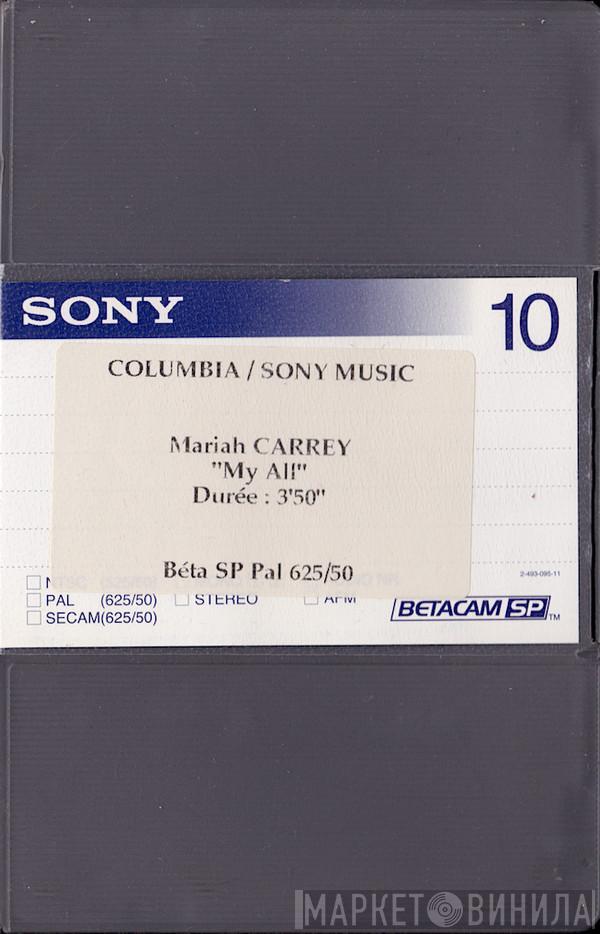 SONY
10
COLUMBIA / SONY MUSIC
Mariah CARREY
"My All"
Durée : 3'50"
Béta SP Pal 625/50
2-493-095-11
PAL (625/50) STEREO AFM
SECAM(625/50)
BETACAM SP TM
МАРКЕТ ВИНИЛА